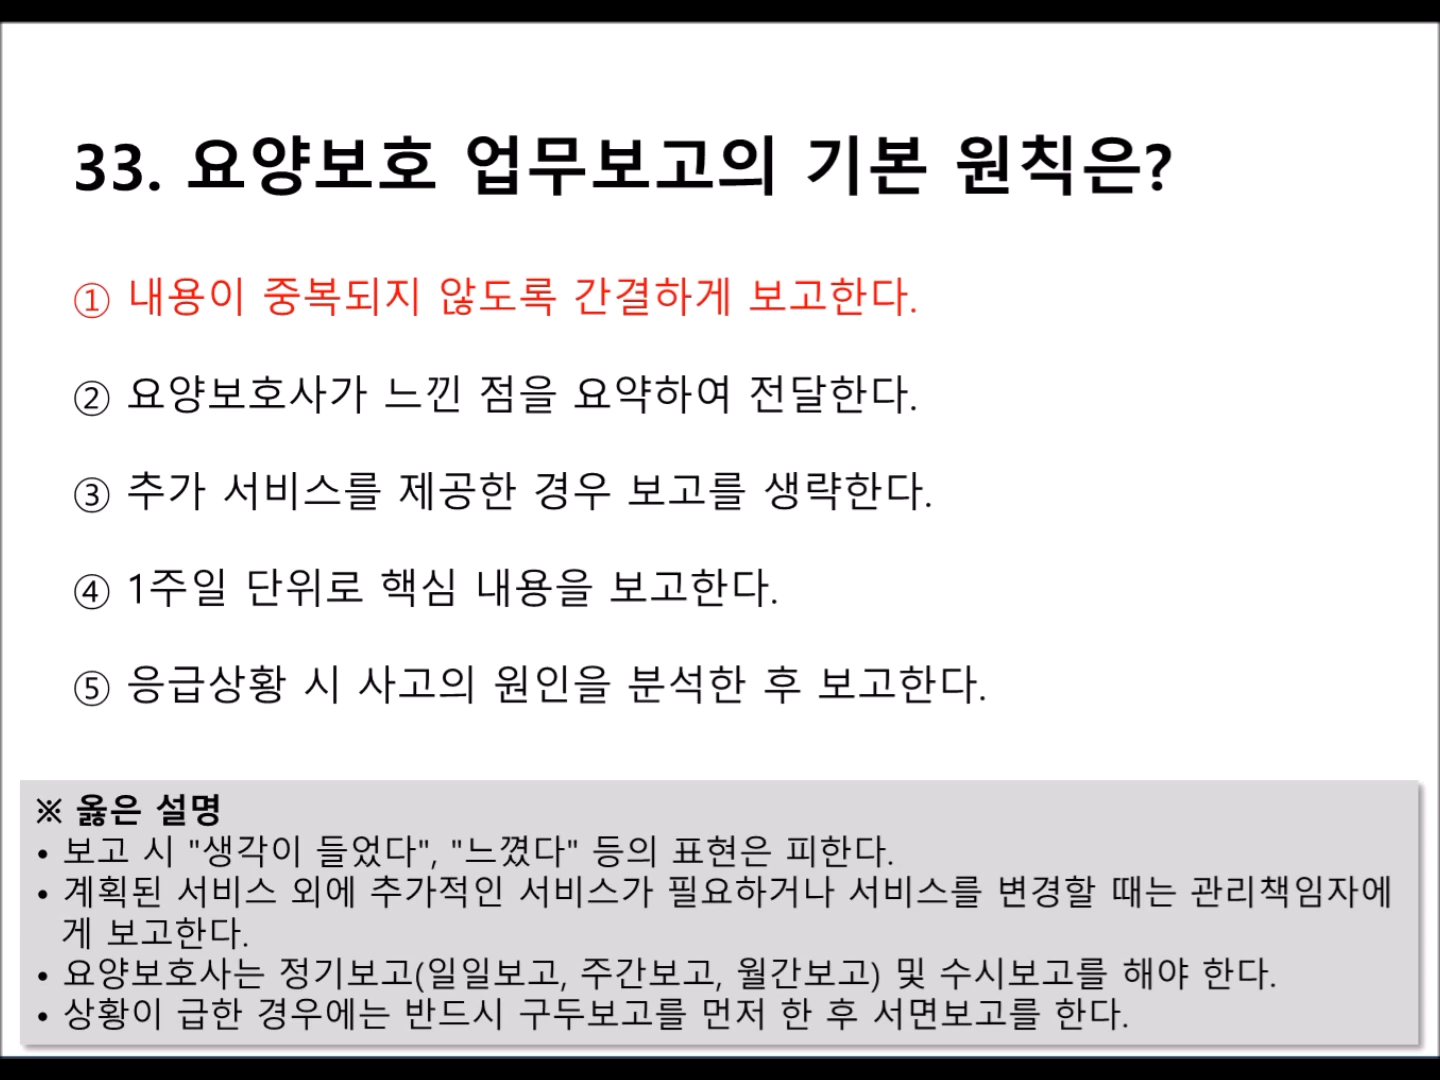 33. 요양보호 업무보고의 기본 원칙은?
① 내용이 중복되지 않도록 간결하게 보고한다.
② 요양보호사가 느낀 점을 요약하여 전달한다.
③ 추가 서비스를 제공한 경우 보고를 생략한다.
④ 1주일 단위로 핵심 내용을 보고한다.
⑤ 응급상황 시 사고의 원인을 분석한 후 보고한다.
※ 옳은 설명
• 보고 시 "생각이 들었다", "느꼈다" 등의 표현은 피한다.
• 계획된 서비스 외에 추가적인 서비스가 필요하거나 서비스를 변경할 때는 관리책임자에
게 보고한다.
• 요양보호사는 정기보고(일일보고, 주간보고, 월간보고) 및 수시보고를 해야 한다.
• 상황이 급한 경우에는 반드시 구두보고를 먼저 한 후 서면보고를 한다.